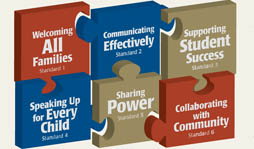 Welcoming
All
Families
Standard 1
Communicating
Effectively
Standard 2
Supporting
Student
Success
Standard 3
Speaking Up
for Every
Child
Standard 4
Sharing
Power
Standard 5
Collaborating
with
Community
Standard 6